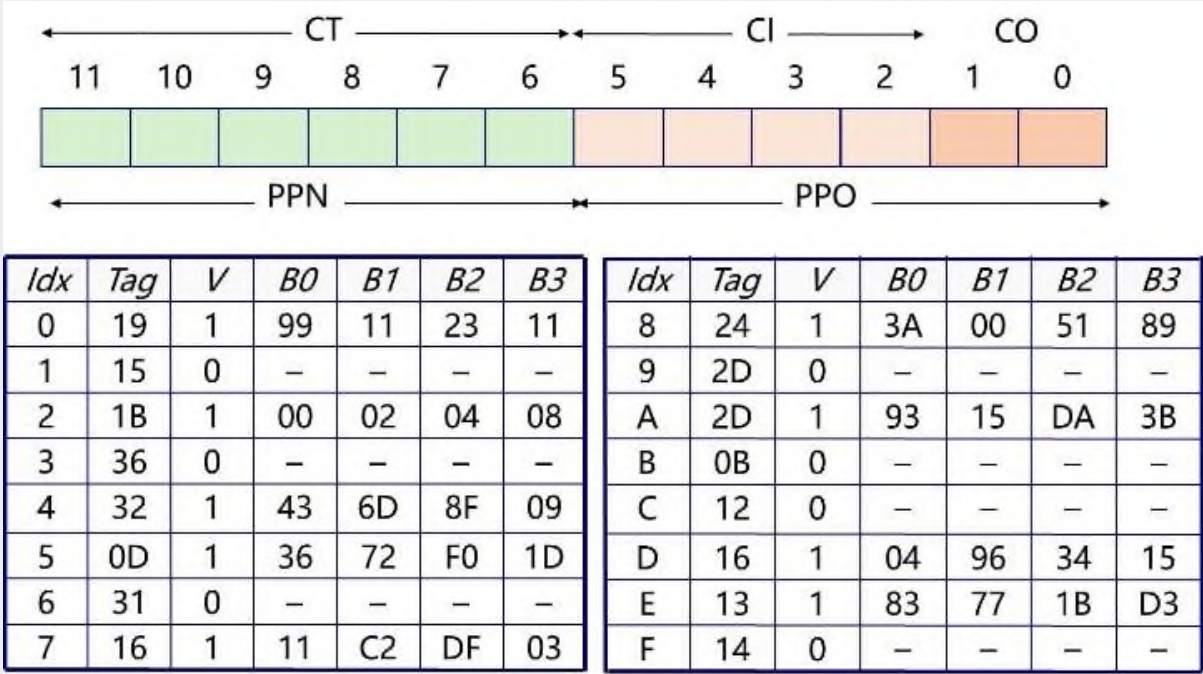 CT CI CO
11 10 9 8 7 6 5 4 3 2 1 0
PPN PPO
Idx Tag V B0 B1 B2 B3
0 19 1 99 11 23 11
1 15 0 – – – –
2 1B 1 00 02 04 08
3 36 0 – – – –
4 32 1 43 6D 8F 09
5 0D 1 36 72 F0 1D
6 31 0 – – – –
7 16 1 11 C2 DF 03
Idx Tag V B0 B1 B2 B3
8 24 1 3A 00 51 89
9 2D 0 – – – –
A 2D 1 93 15 DA 3B
B 0B 0 – – – –
C 12 0 – – – –
D 16 1 04 96 34 15
E 13 1 83 77 1B D3
F 14 0 – – – –